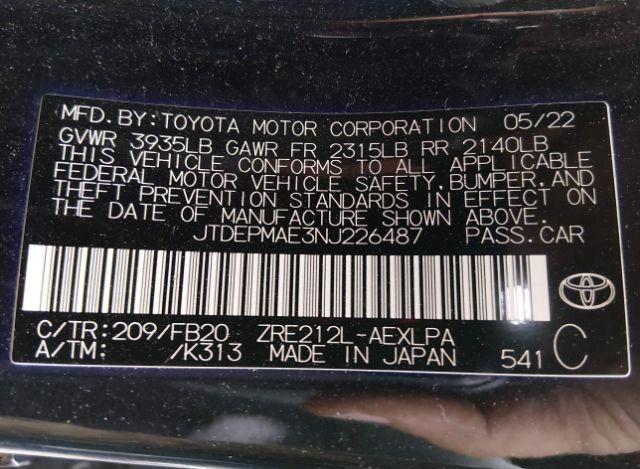 MFD.BY:TOYOTA MOTOR CORPORATION 05/22
GVWR 3935LB GAWR FR 2315LB RR 2140LB
THIS VEHICLE CONFORMS TO ALL APPLICABLE
FEDERAL MOTOR VEHICLE SAFETY,BUMPER,AND
THEFT PREVENTION STANDARDS IN EFFECT ON
THE DATE OF MANUFACTURE SHOWN ABOVE.
JTDEPMAE3NJ226487 PASS.CAR
C/TR:209/FB20 ZRE212L-AEXLPA
A/TM: /K313 MADE IN JAPAN 541 C